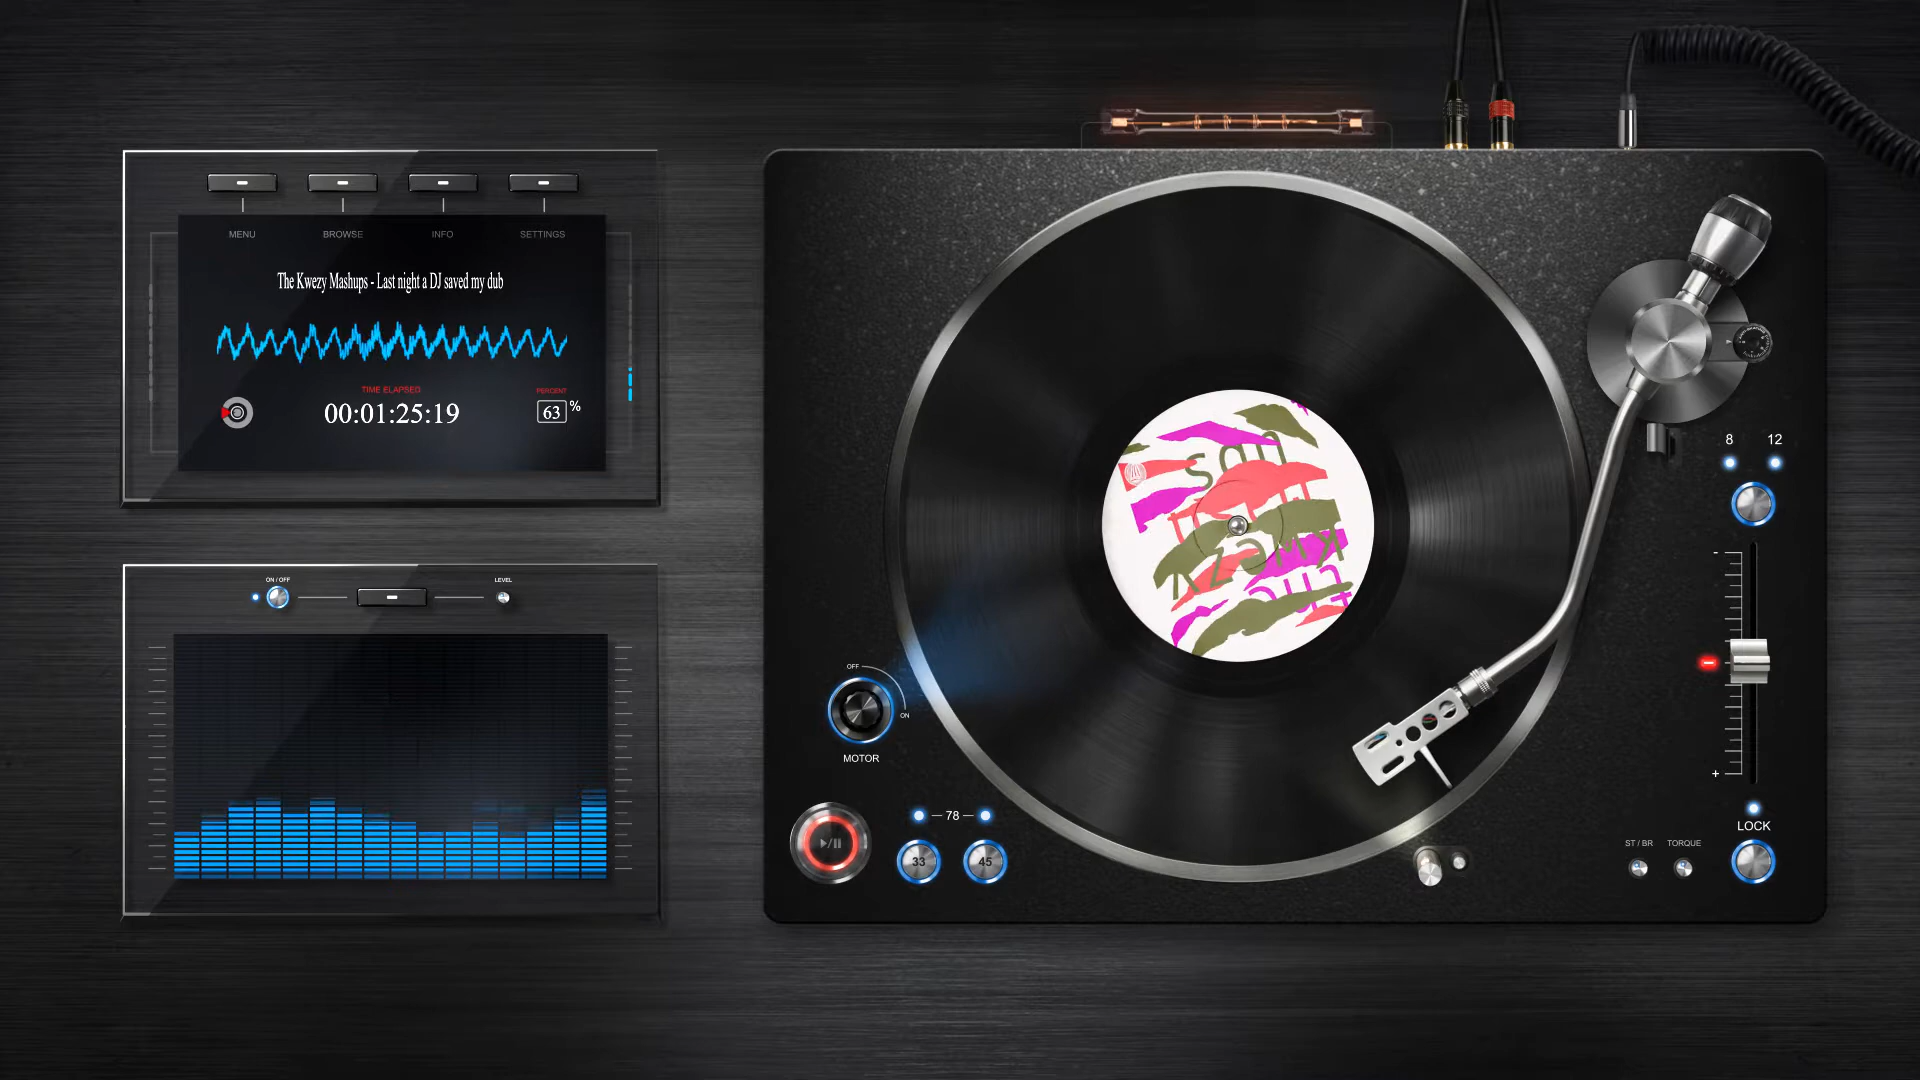 MENU
BROWSE
INFO
SETTINGS
The Kwezy Mashups - Last night a DJ saved my dub
TIME ELAPSED
PERCENT
00:01:25:19
63 %
ON / OFF
LEVEL
OFF
ON
MOTOR
33
78
45
8
12
-
+
LOCK
ST / BR
TORQUE
KWEZY